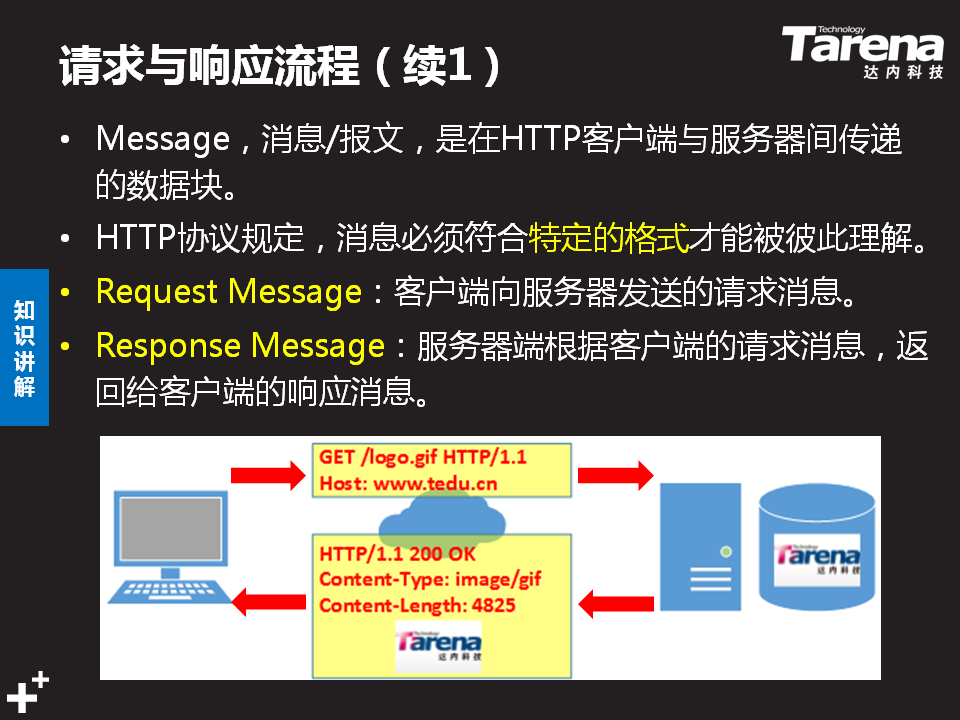 请求与响应流程（续1）
Technology
Tarena
达内科技
• Message，消息/报文，是在HTTP客户端与服务器间传递
的数据块。
• HTTP协议规定，消息必须符合特定的格式才能被彼此理解。
• Request Message：客户端向服务器发送的请求消息。
• Response Message：服务器端根据客户端的请求消息，返
回给客户端的响应消息。
知
识
讲
解
GET /logo.gif HTTP/1.1
Host: www.tedu.cn
HTTP/1.1 200 OK
Content-Type: image/gif
Content-Length: 4825
Technology
Tarena
达内科技
Technology
Tarena
达内科技